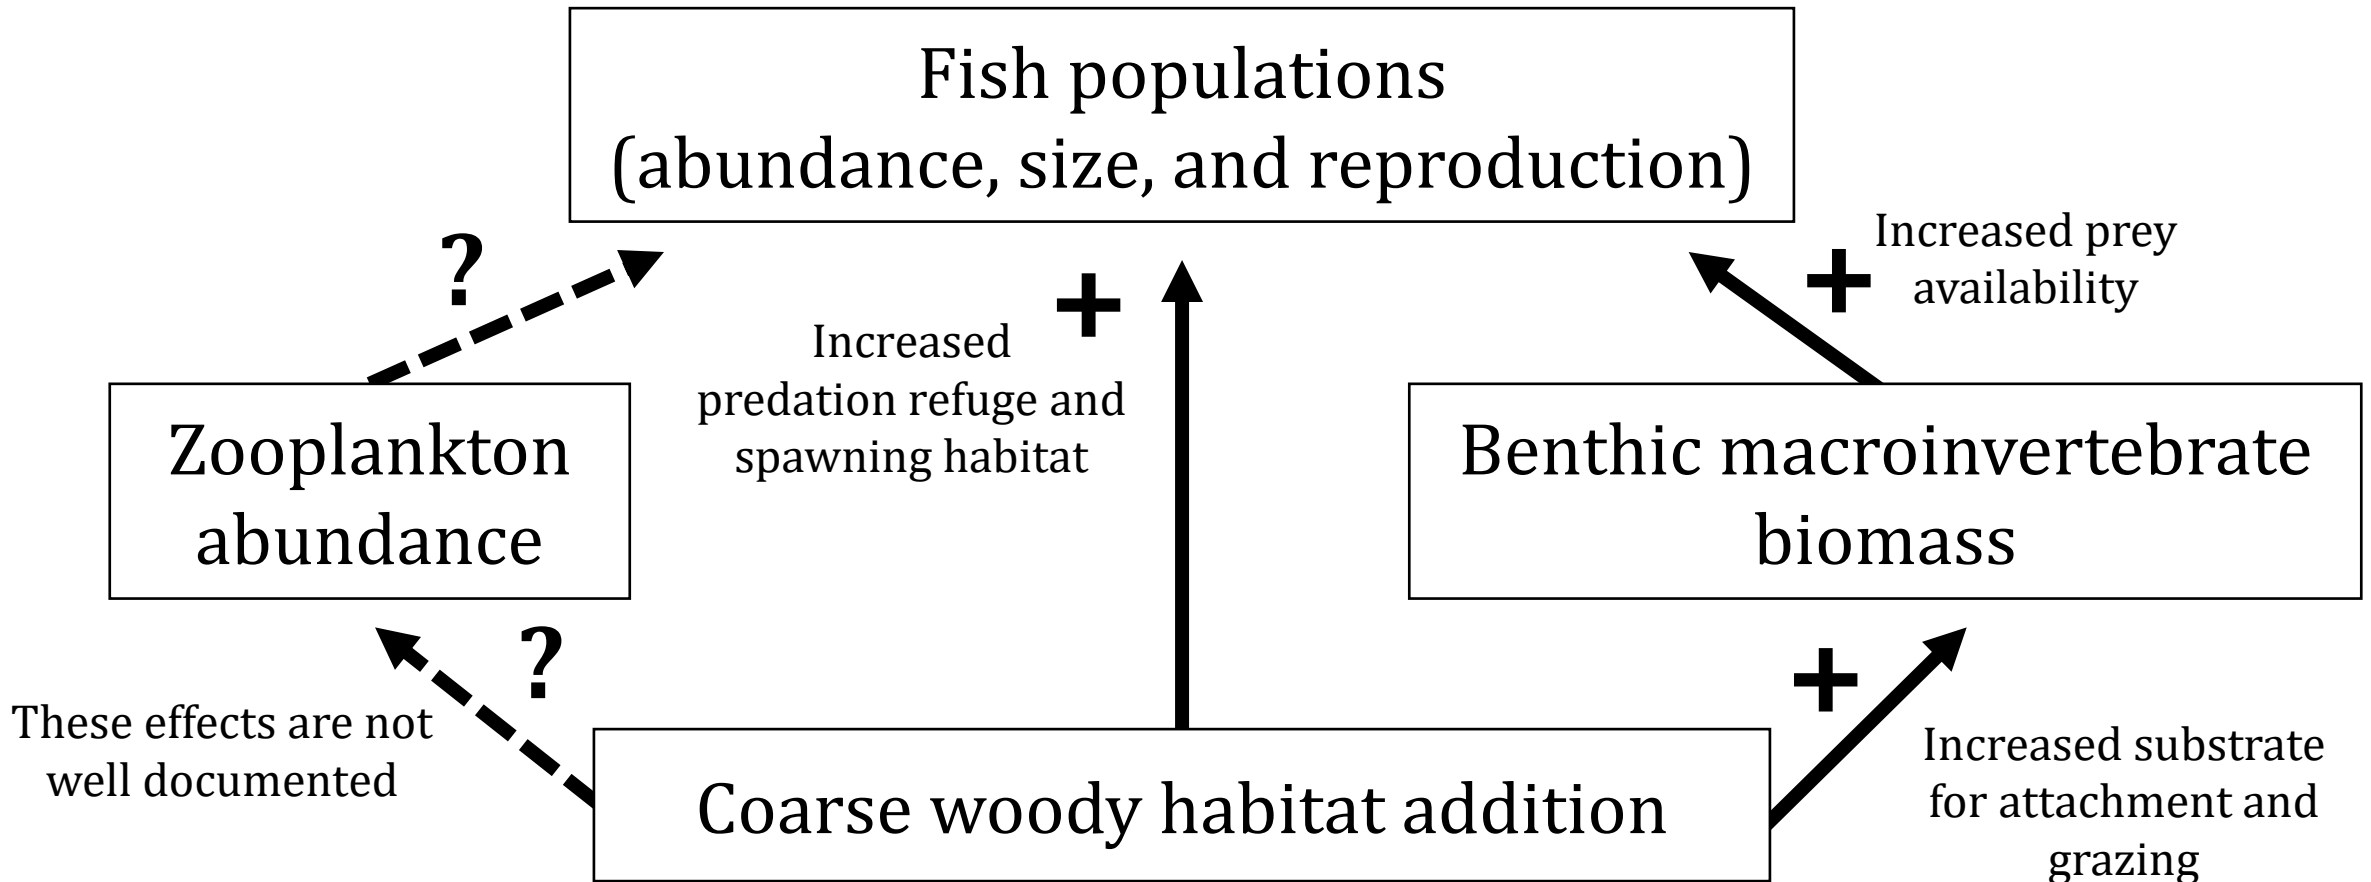 Fish populations
(abundance, size, and reproduction)
?
+
Increased prey
availability
Increased
predation refuge and
spawning habitat
Zooplankton
abundance
Benthic macroinvertebrate
biomass
?
+
These effects are not
well documented
Increased substrate
for attachment and
grazing
Coarse woody habitat addition
+